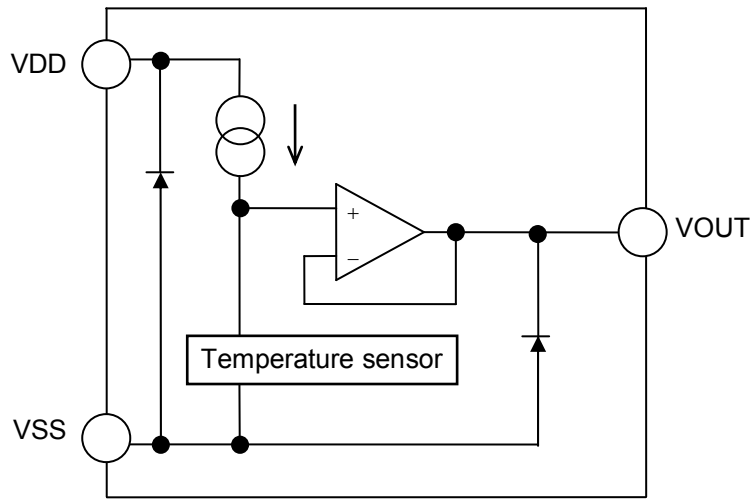 VDD
+
−
VOUT
Temperature sensor
VSS